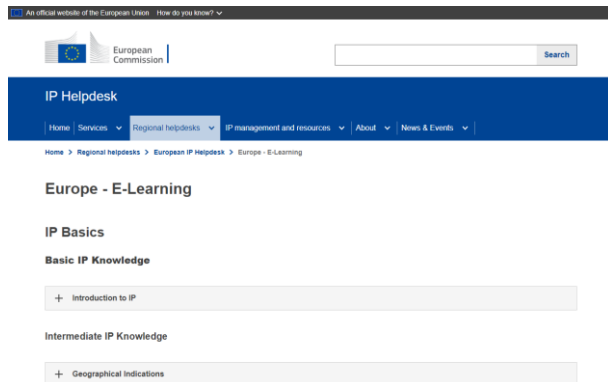 An official website of the European Union How do you know?
European
Commission
Search
IP Helpdesk
Home Services Regional helpdesks IP management and resources About News & Events
Home > Regional helpdesks > European IP Helpdesk > Europe - E-Learning
Europe - E-Learning
IP Basics
Basic IP Knowledge
+ Introduction to IP
Intermediate IP Knowledge
+ Geographical Indications